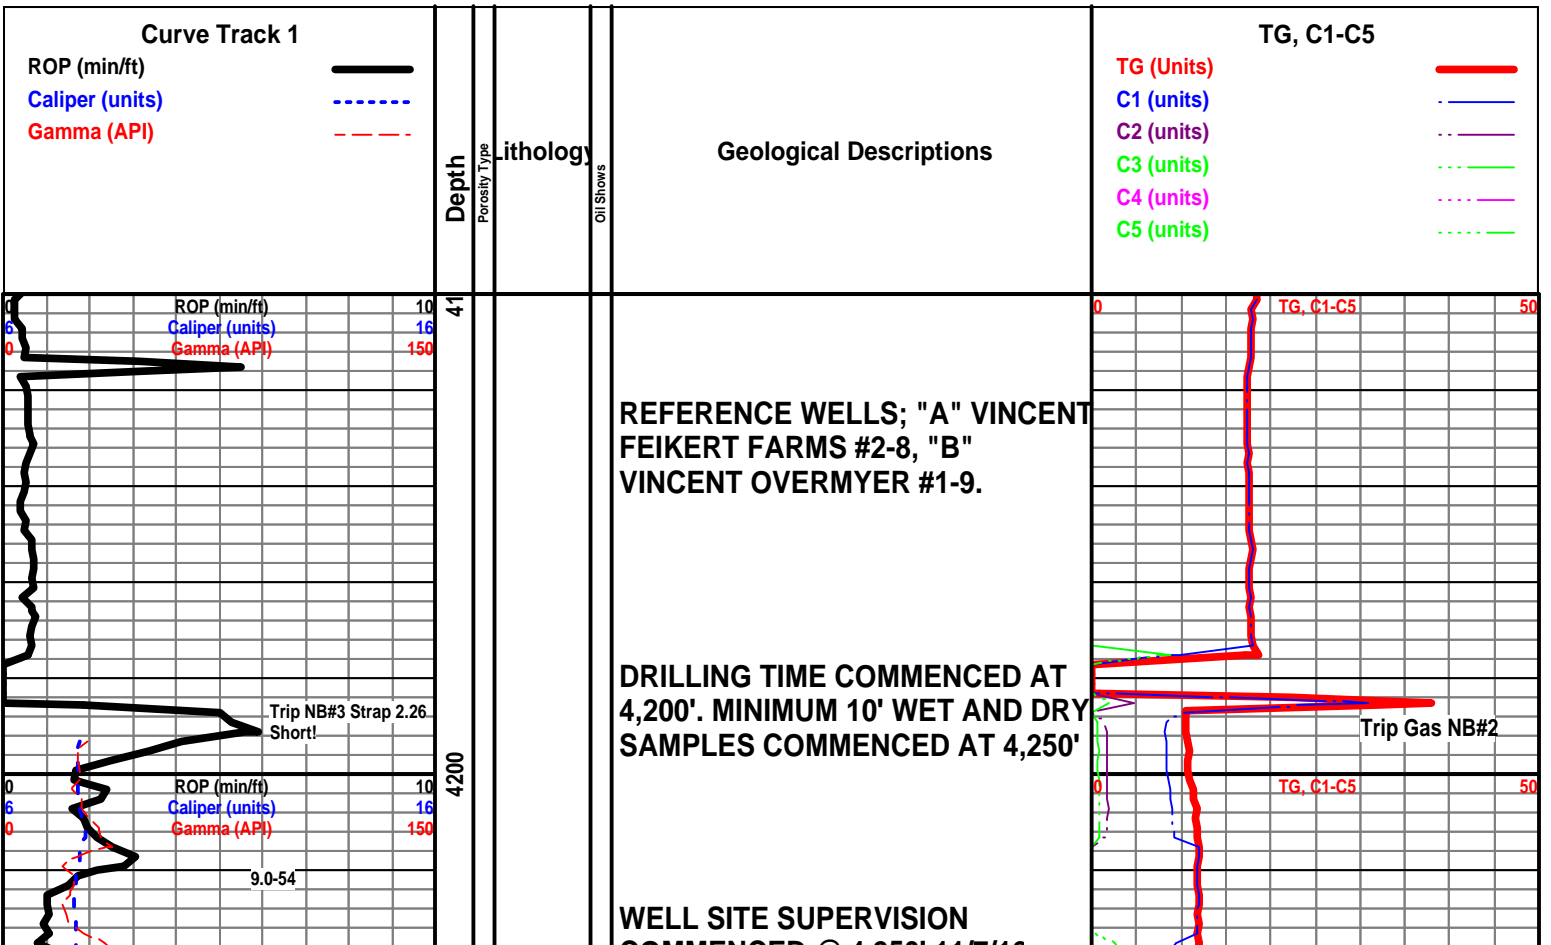 Curve Track 1
ROP (min/ft)
Caliper (units)
Gamma (API)
Depth
Porosity Type
Lithology
Oil Shows
Geological Descriptions
TG, C1-C5
TG (Units)
C1 (units)
C2 (units)
C3 (units)
C4 (units)
C5 (units)
0 ROP (min/ft) 10
6 Caliper (units) 16
0 Gamma (API) 150
41
0 TG, C1-C5 50
REFERENCE WELLS; "A" VINCENT
FEIKERT FARMS #2-8, "B"
VINCENT OVERMYER #1-9.
DRILLING TIME COMMENCED AT
4,200'. MINIMUM 10' WET AND DRY
SAMPLES COMMENCED AT 4,250'
Trip NB#3 Strap 2.26
Short!
Trip Gas NB#2
4200
0 ROP (min/ft) 10
6 Caliper (units) 16
0 Gamma (API) 150
0 TG, C1-C5 50
9.0-54
WELL SITE SUPERVISION
COMMENCED @ 4,250'